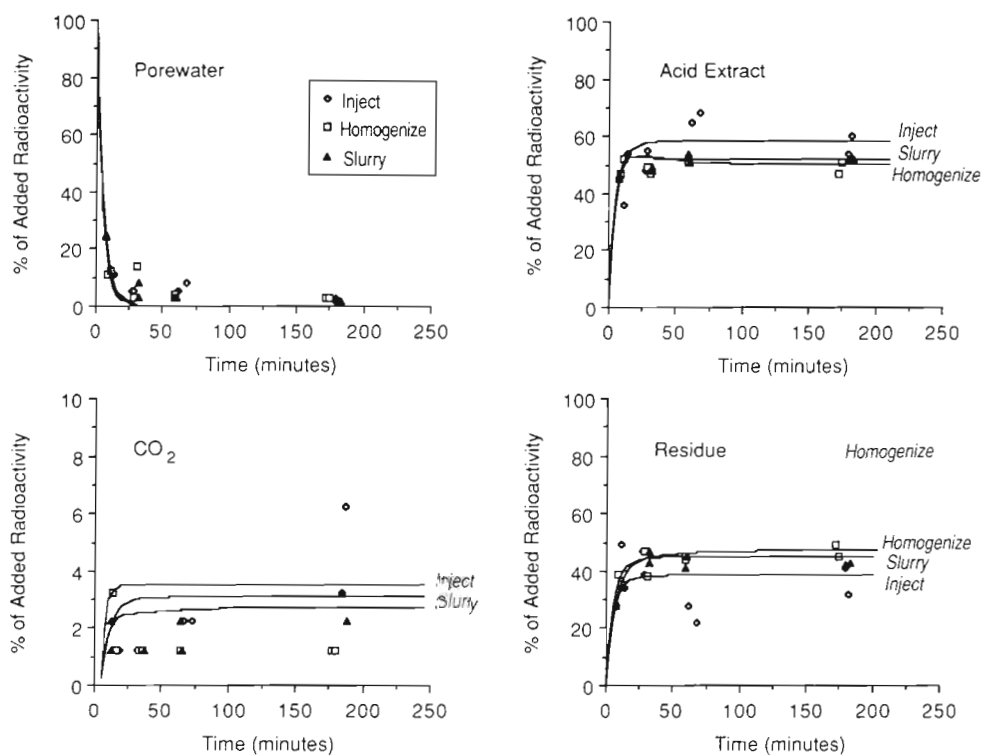 % of Added Radioactivity
100
80
60
40
20
0
Porewater
Inject
Homogenize
Slurry
0 50 100 150 200 250
Time (minutes)
% of Added Radioactivity
100
80
60
40
20
0
Acid Extract
Inject
Slurry
Homogenize
0 50 100 150 200 250
Time (minutes)
% of Added Radioactivity
10
8
6
4
2
0
CO2
Inject
Slurry
0 50 100 150 200 250
Time (minutes)
% of Added Radioactivity
100
80
60
40
20
0
Residue
Homogenize
Homogenize
Slurry
Inject
0 50 100 150 200 250
Time (minutes)